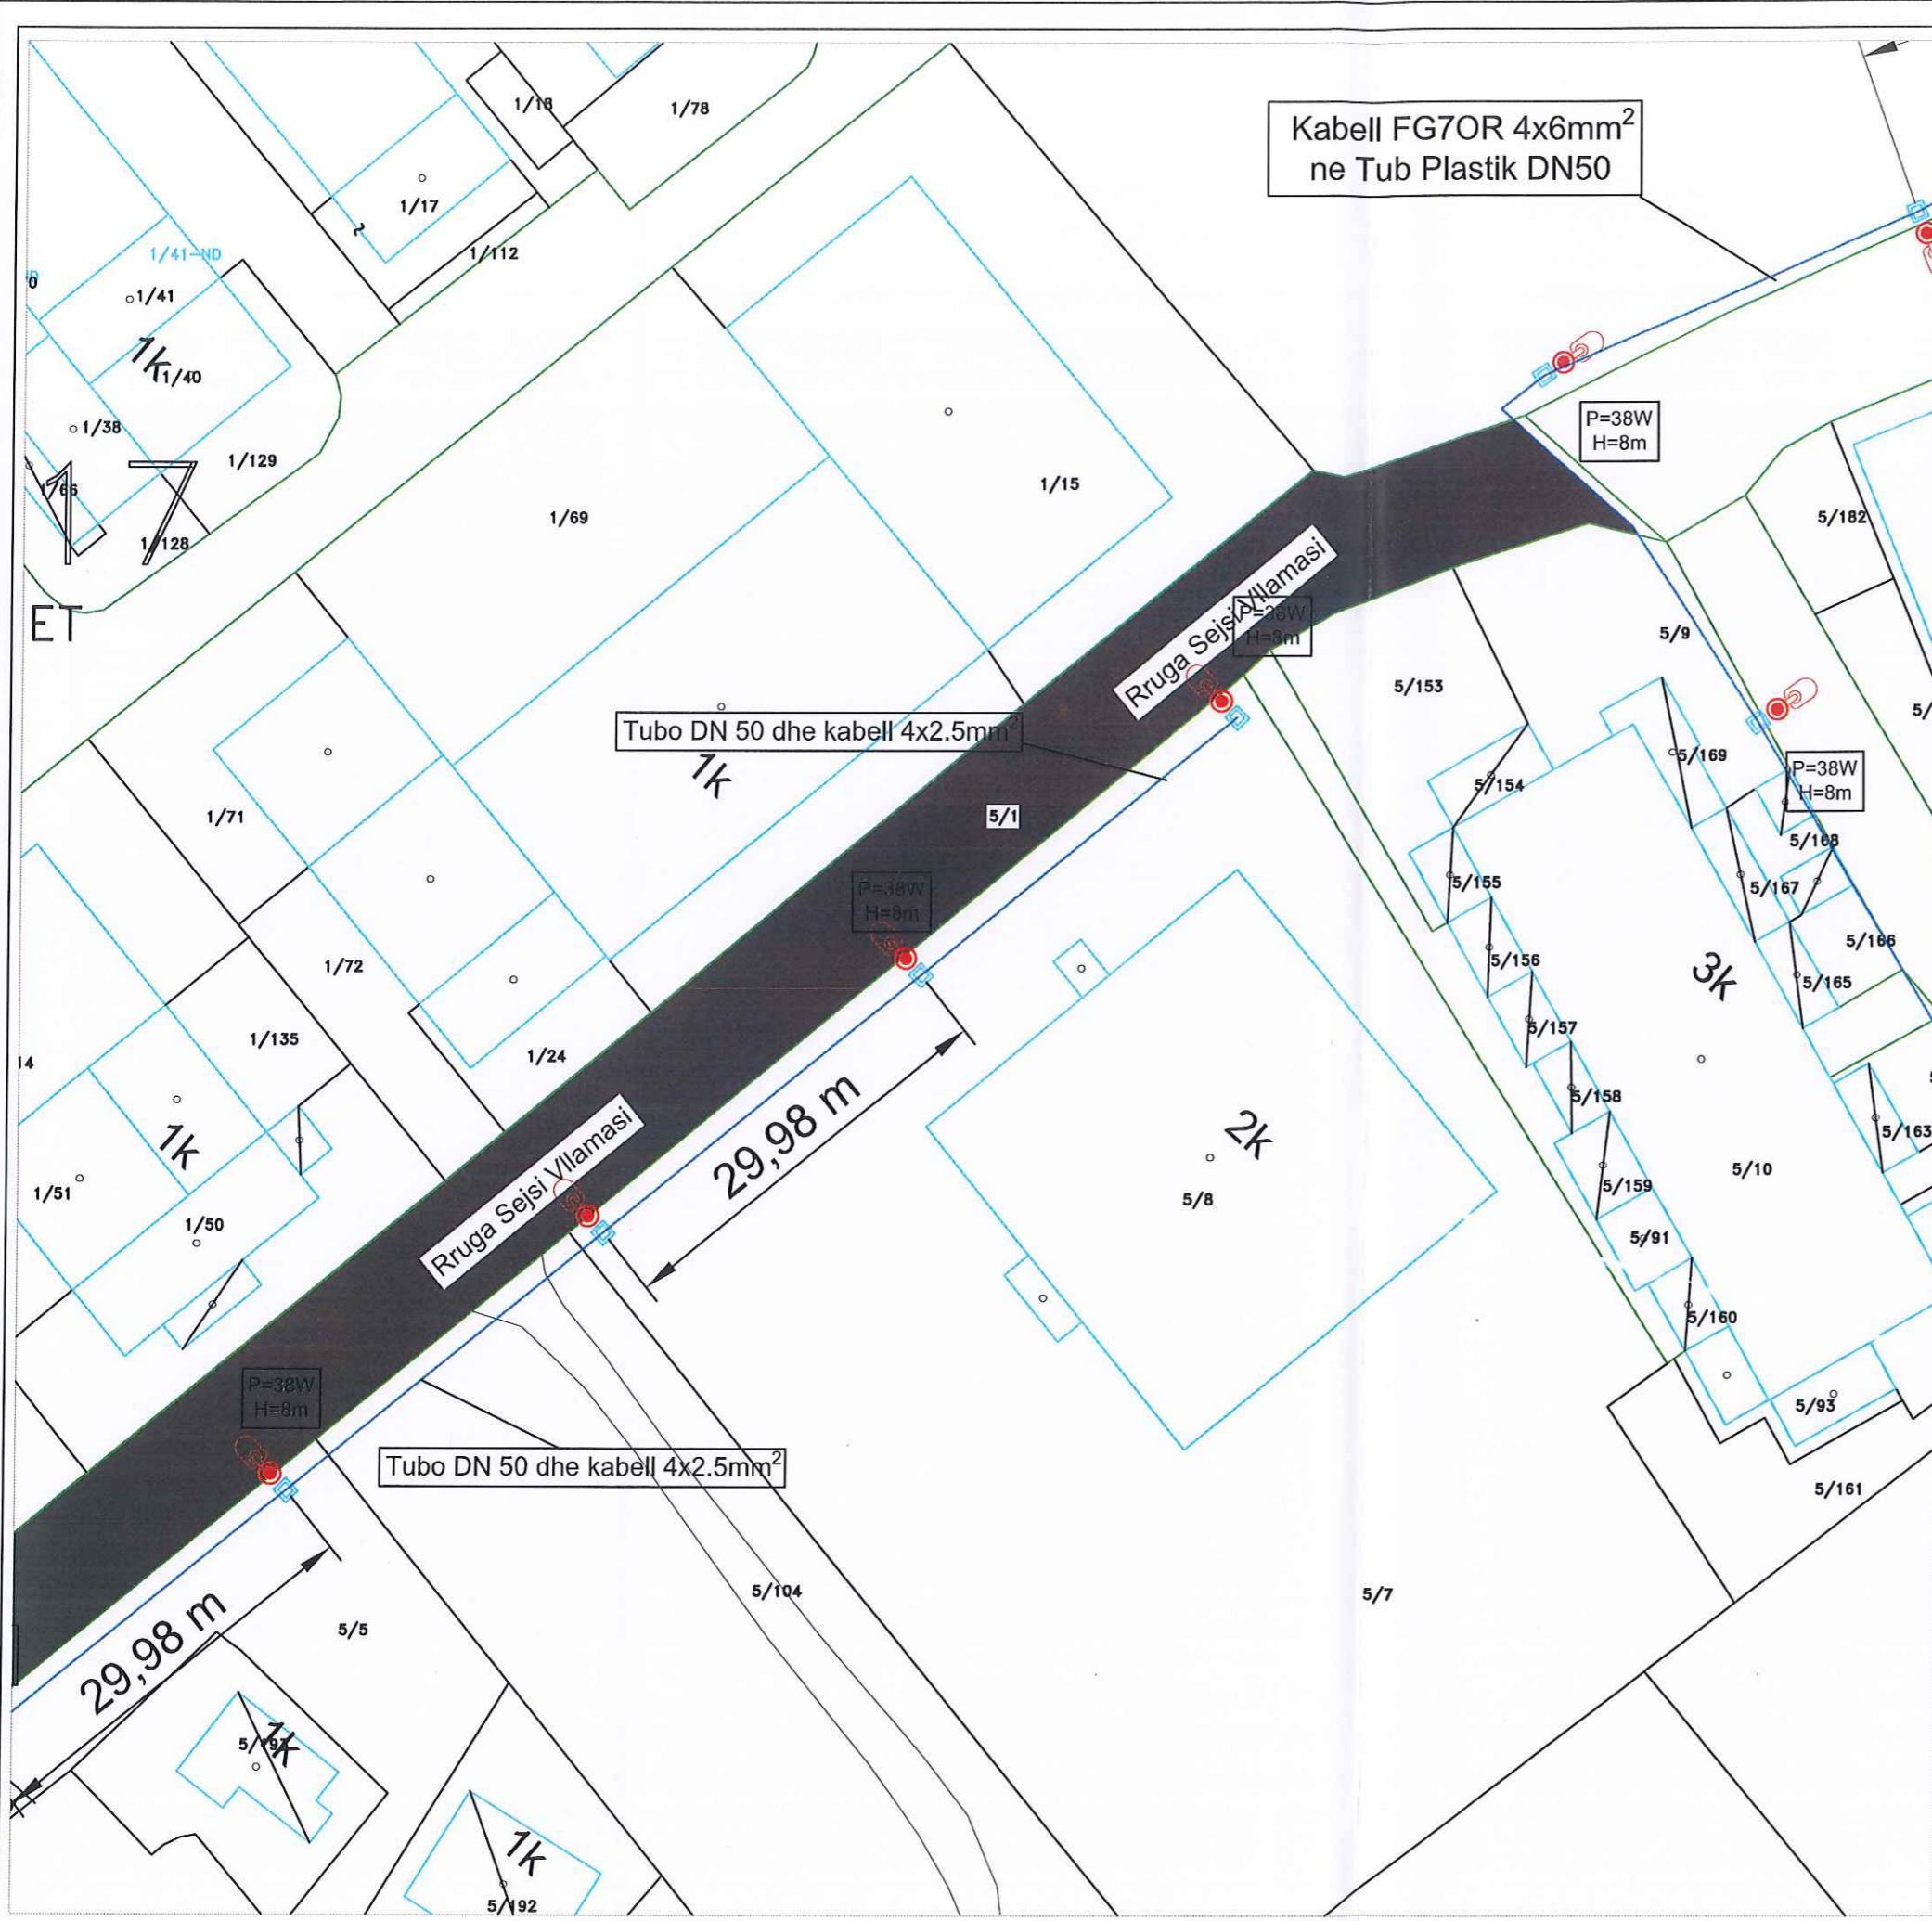 1/18
1/78
Kabell FG7OR 4x6mm²
ne Tub Plastik DN50
1/17
1/112
1/41-ND
1/41
1k
1/40
1/38
1/129
17
1/128
1/69
1/15
P=38W
H=8m
5/182
ET
Rruga Sejsi Vllamasi
P=38W
H=8m
5/9
5/153
Tubo DN 50 dhe kabell 4x2.5mm²
1k
5/169
5/154
P=38W
H=8m
1/71
5/1
5/168
5/155
5/167
P=38W
H=8m
5/166
5/156
1/72
3k
5/165
5/157
1/135
1/24
14
5/158
29,98 m
2k
1k
5/163
Rruga Sejsi Vllamasi
5/10
5/159
1/51
5/8
1/50
5/91
5/160
P=38W
H=8m
5/93
Tubo DN 50 dhe kabell 4x2.5mm²
5/161
5/104
5/7
29,98 m
5/5
1k
1k
5/192